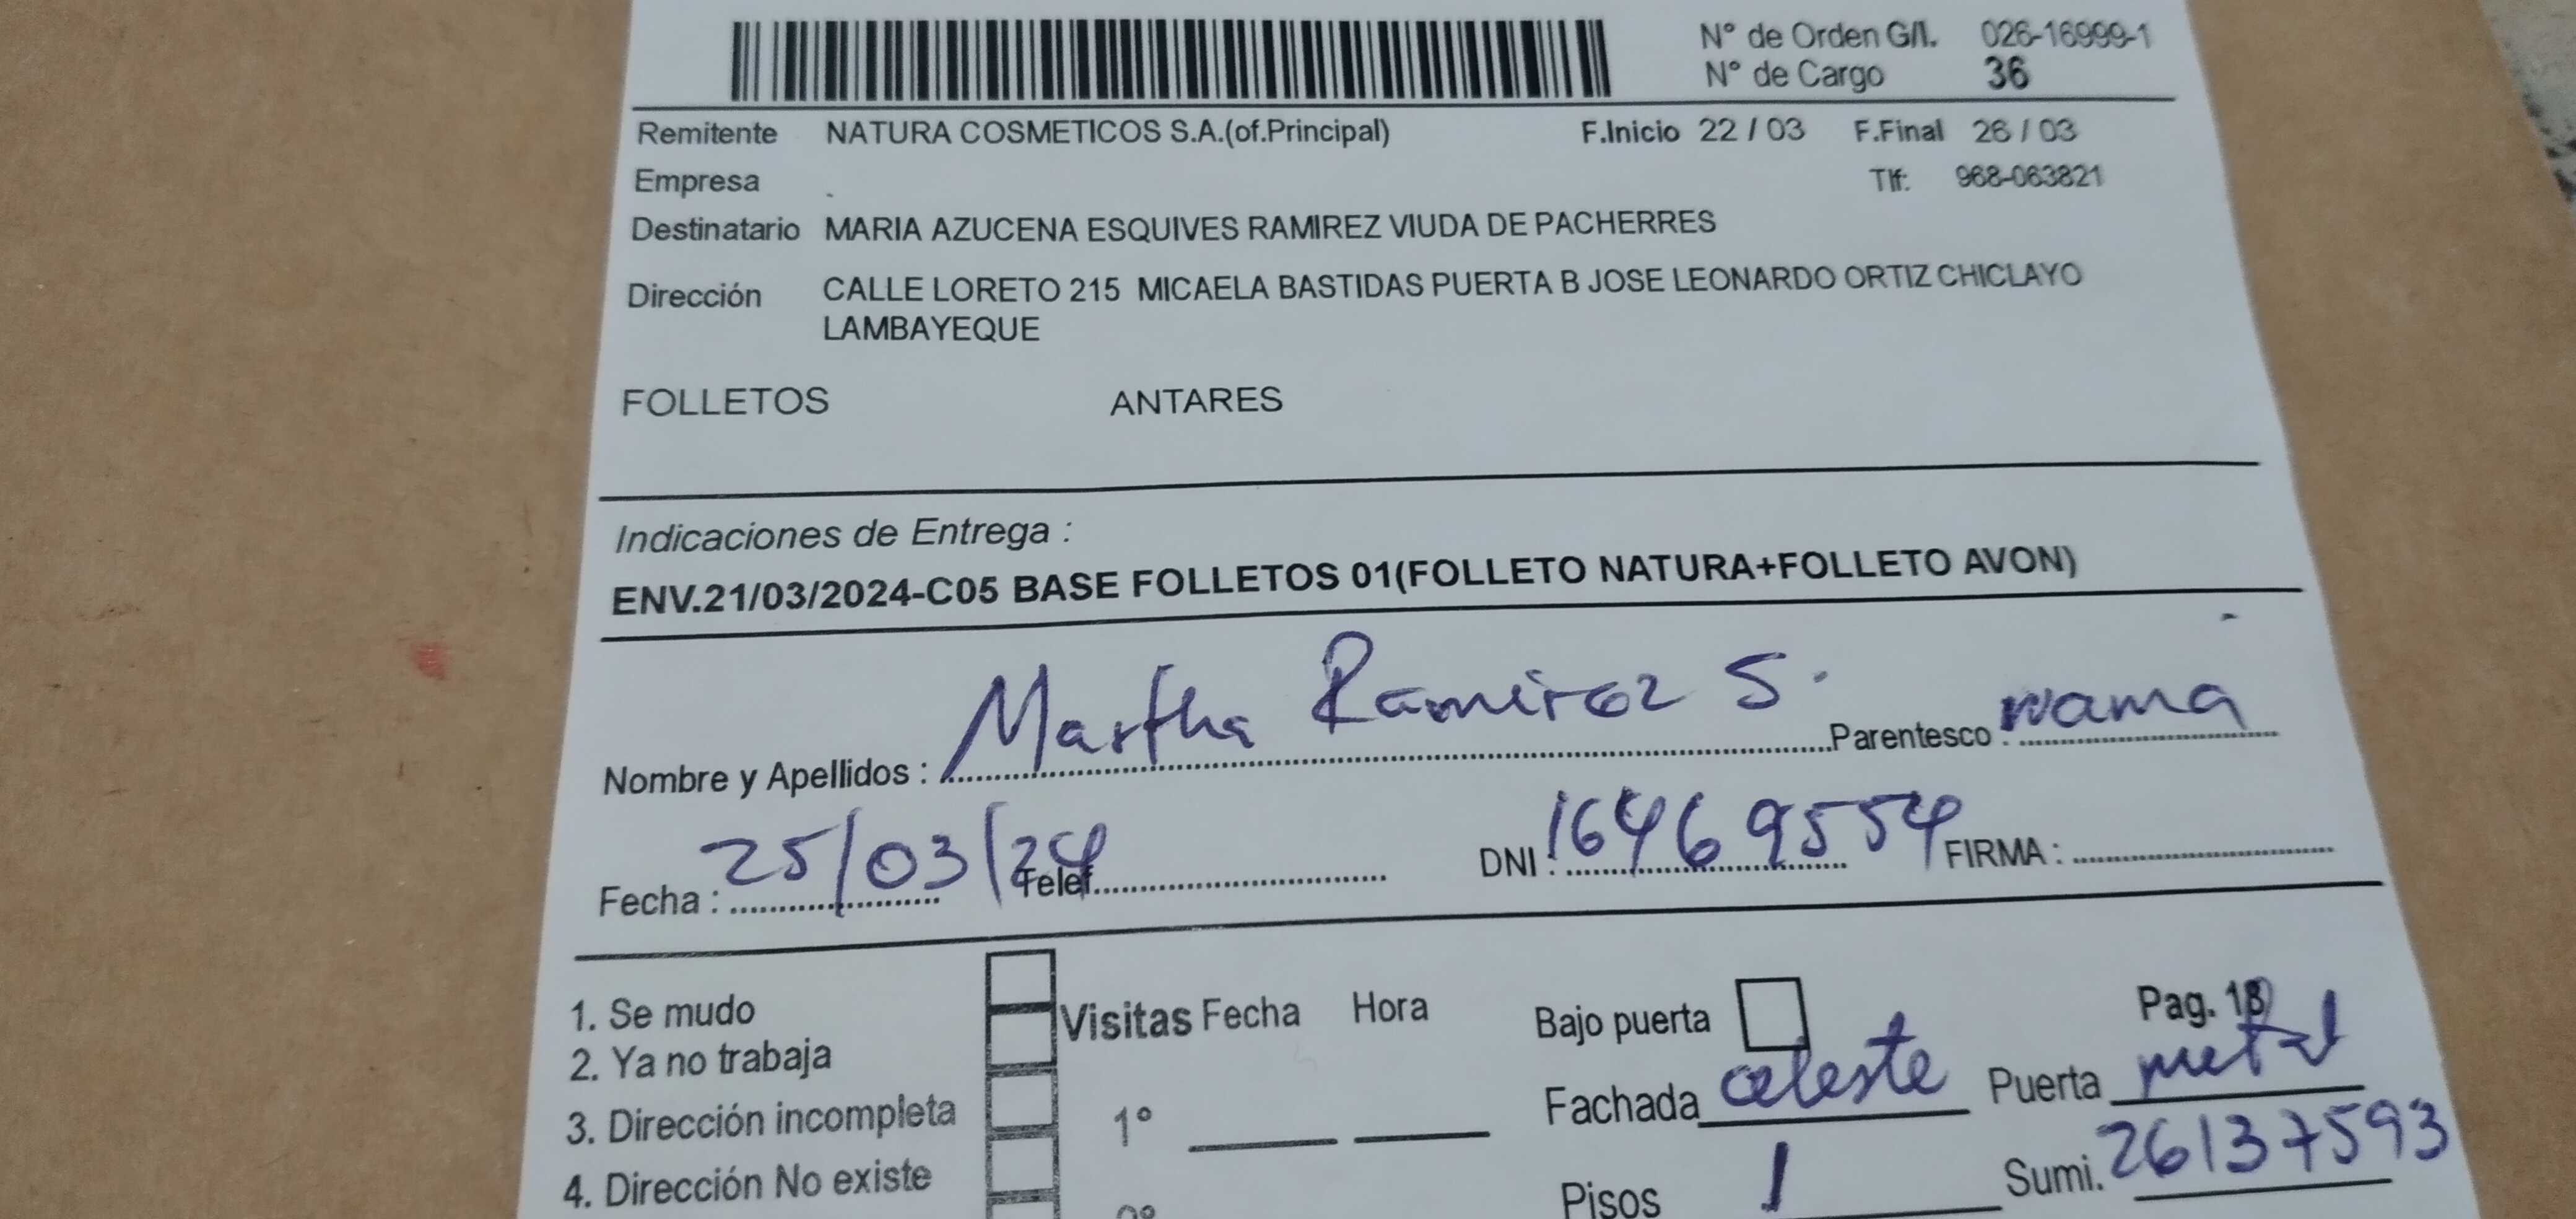 N° de Orden G/I. 026-16999-1
N° de Cargo 36
Remitente NATURA COSMETICOS S.A.(of.Principal) F.Inicio 22 / 03 F.Final 26 / 03
Empresa . Tlf: 968-063821
Destinatario MARIA AZUCENA ESQUIVES RAMIREZ VIUDA DE PACHERRES
Dirección CALLE LORETO 215 MICAELA BASTIDAS PUERTA B JOSE LEONARDO ORTIZ CHICLAYO
LAMBAYEQUE
FOLLETOS ANTARES
Indicaciones de Entrega :
ENV.21/03/2024-C05 BASE FOLLETOS 01(FOLLETO NATURA+FOLLETO AVON)
Nombre y Apellidos : Martha Ramirez S. Parentesco : mamá
Fecha : 25/03/24 Telef. DNI : 16469554 FIRMA :
1. Se mudo Visitas Fecha Hora Bajo puerta Pag. 18
2. Ya no trabaja Fachada celeste Puerta metal
3. Dirección incompleta 1°
4. Dirección No existe Pisos 1 Sumi. 26137593